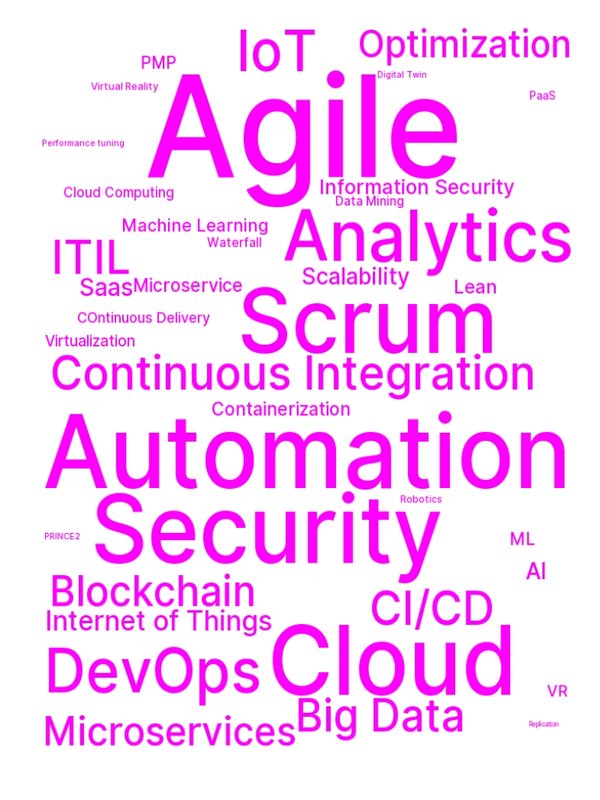 IoT
Optimization
PMP
Digital Twin
Virtual Reality
PaaS
Agile
Performance tuning
Information Security
Cloud Computing
Data Mining
Machine Learning
Analytics
Waterfall
ITIL
Scalability
Saas
Microservice
Lean
COntinuous Delivery
Scrum
Virtualization
Continuous Integration
Containerization
Automation
Robotics
Security
PRINCE2
ML
AI
Blockchain
CI/CD
Internet of Things
Cloud
DevOps
VR
Big Data
Replication
Microservices